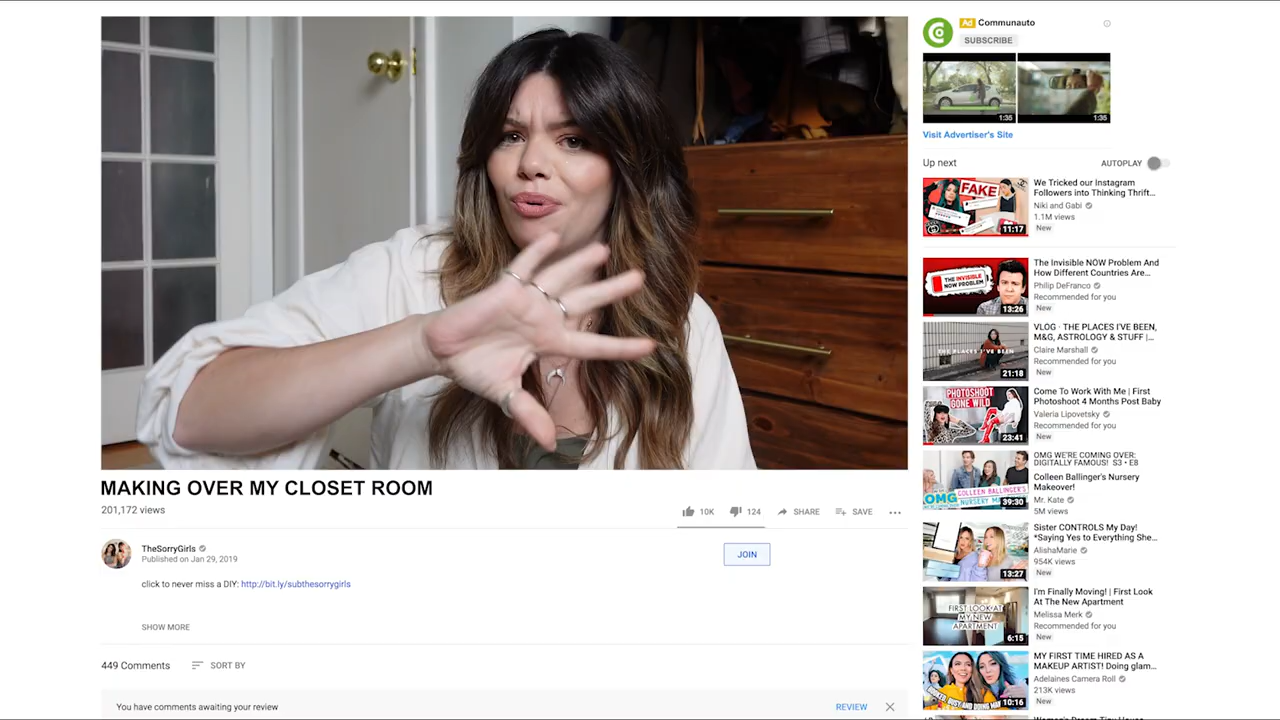 MAKING OVER MY CLOSET ROOM
201,172 views
10K
124
SHARE
SAVE
TheSorryGirls
Published on Jan 29, 2019
JOIN
click to never miss a DIY: http://bit.ly/subthesorrygirls
SHOW MORE
449 Comments
SORT BY
You have comments awaiting your review
REVIEW
Ad Communauto
SUBSCRIBE
1:35
1:35
Visit Advertiser's Site
Up next
AUTOPLAY
FAKE
11:17
We Tricked our Instagram
Followers into Thinking Thrift...
Niki and Gabi
1.1M views
New
THE INVISIBLE
NOW PROBLEM
13:26
The Invisible NOW Problem And
How Different Countries Are...
Philip DeFranco
Recommended for you
New
THE PLACES I'VE BEEN
21:18
VLOG · THE PLACES I'VE BEEN,
M&G, ASTROLOGY & STUFF |...
Claire Marshall
Recommended for you
New
PHOTOSHOOT
GONE WILD
23:41
Come To Work With Me | First
Photoshoot 4 Months Post Baby
Valeria Lipovetsky
Recommended for you
New
OMG
COLLEEN BALLINGER'S
39:30
OMG WE'RE COMING OVER:
DIGITALLY FAMOUS! S3 • E8
Colleen Ballinger's Nursery
Makeover!
Mr. Kate
5M views
13:27
Sister CONTROLS My Day!
*Saying Yes to Everything She...
AlishaMarie
954K views
New
FIRST LOOK AT
MY NEW
APARTMENT
6:15
I'm Finally Moving! | First Look
At The New Apartment
Melissa Merk
Recommended for you
New
10:16
MY FIRST TIME HIRED AS A
MAKEUP ARTIST! Doing glam...
Adelaines Camera Roll
213K views
New